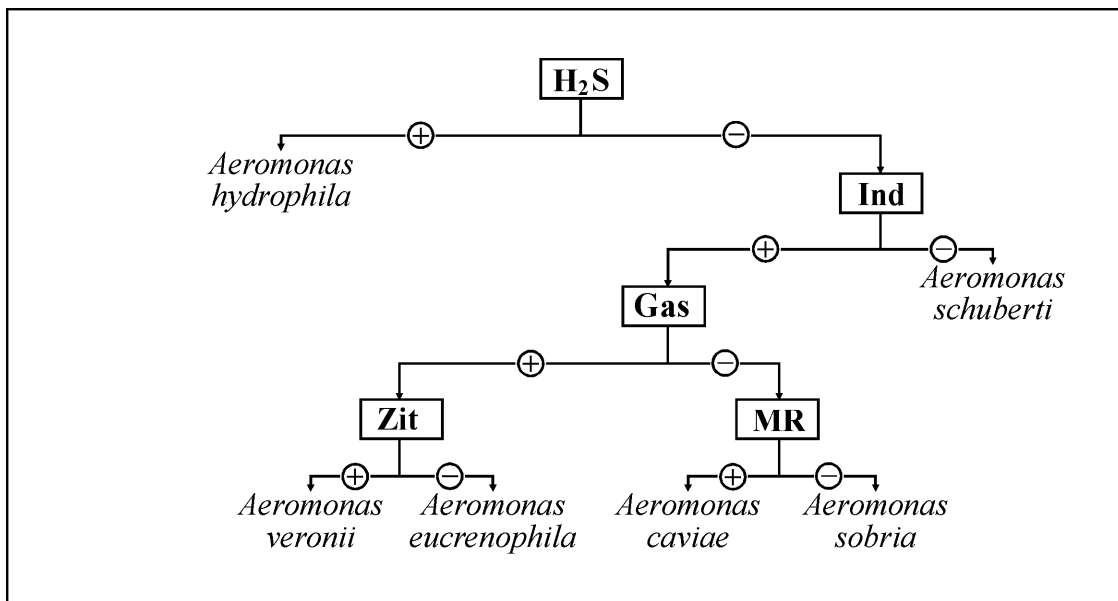 H₂S
+
−
Aeromonas
hydrophila
Ind
+
−
Aeromonas
schuberti
Gas
+
−
Zit
MR
+
−
+
−
Aeromonas
veronii
Aeromonas
eucrenophila
Aeromonas
caviae
Aeromonas
sobria